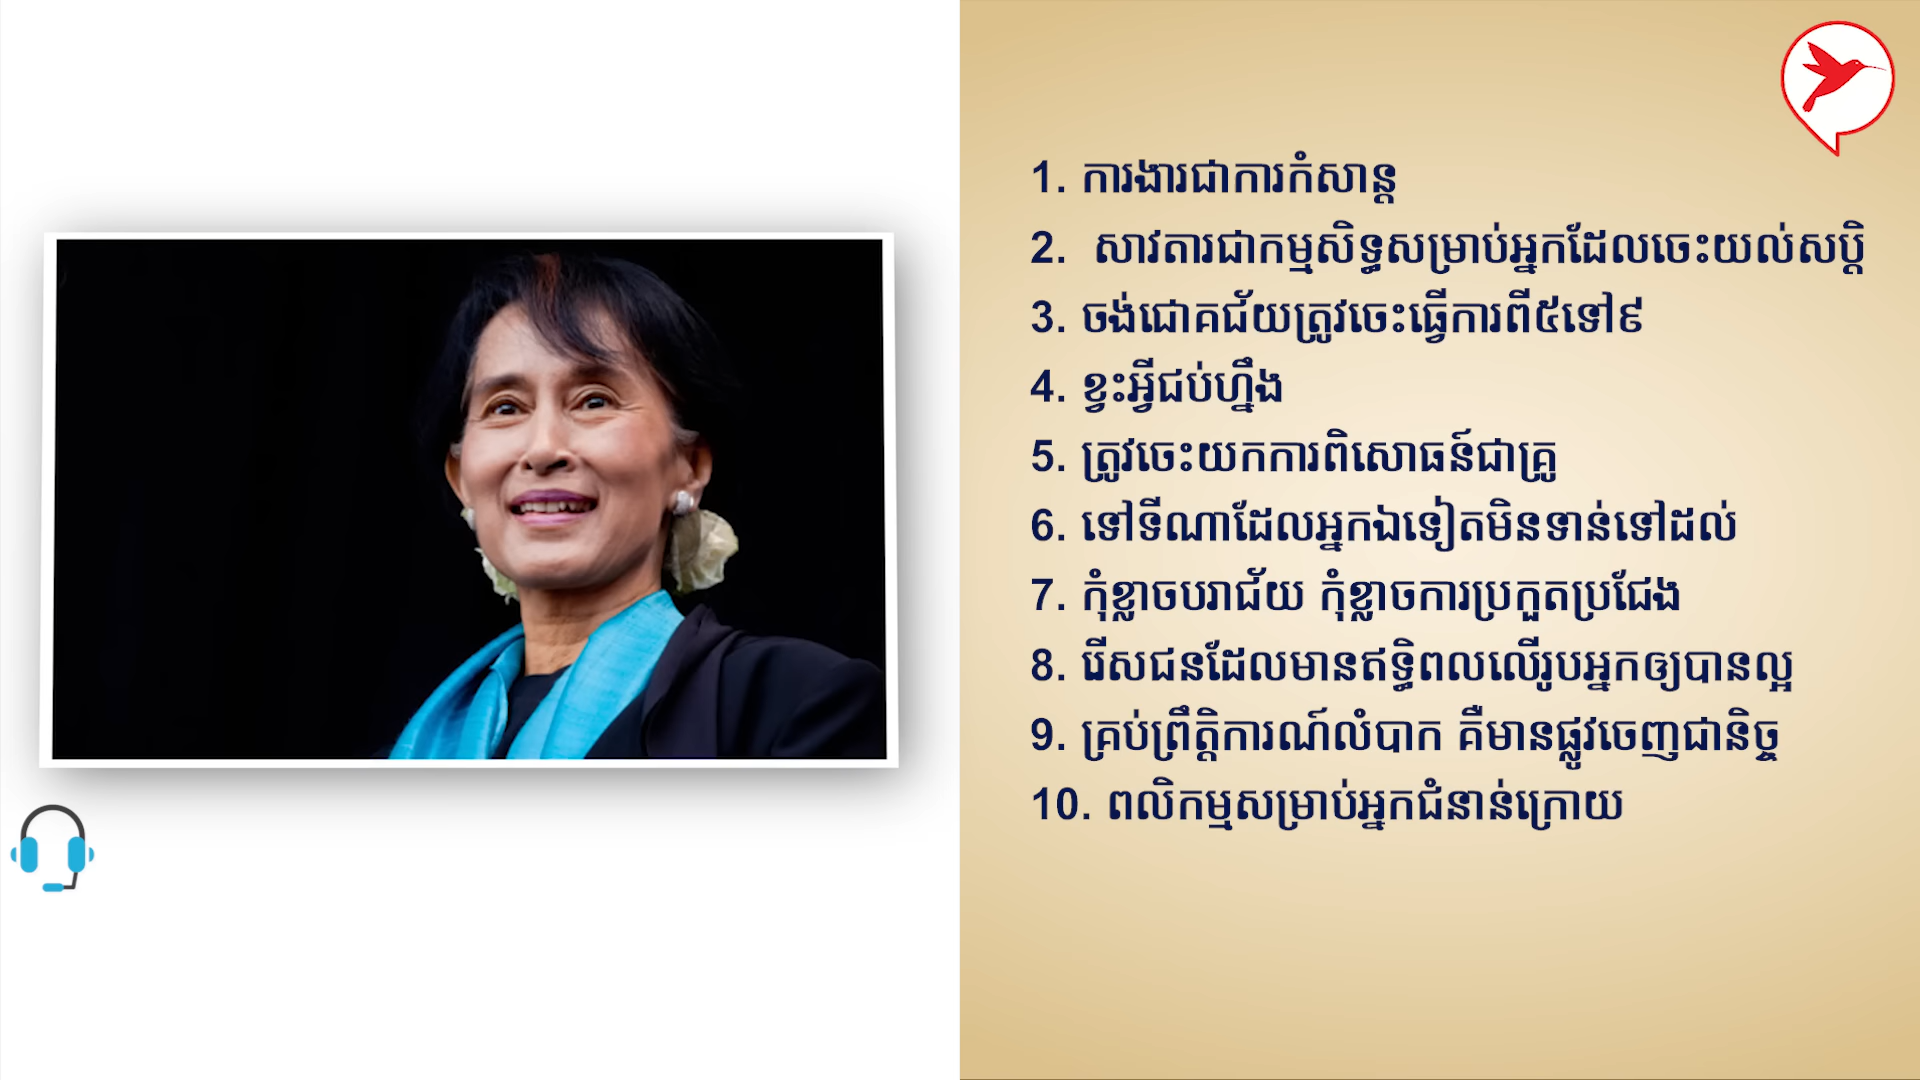 1. ការងារជាការកំសាន្ត
2. សាវតារជាកម្មសិទ្ធសម្រាប់អ្នកដែលចេះយល់សប្តិ
3. ចង់ជោគជ័យត្រូវចេះធ្វើការពី៥ទៅ៩
4. ខ្វះអ្វីជប់ហ្នឹង
5. ត្រូវចេះយកការពិសោធន៍ជាគ្រូ
6. ទៅទីណាដែលអ្នកឯទៀតមិនទាន់ទៅដល់
7. កុំខ្លាចបរាជ័យ កុំខ្លាចការប្រកួតប្រជែង
8. រើសជនដែលមានឥទ្ធិពលលើរូបអ្នកឲ្យបានល្អ
9. គ្រប់ព្រឹត្តិការណ៍លំបាក គឺមានផ្លូវចេញជានិច្ច
10. ពលិកម្មសម្រាប់អ្នកជំនាន់ក្រោយ